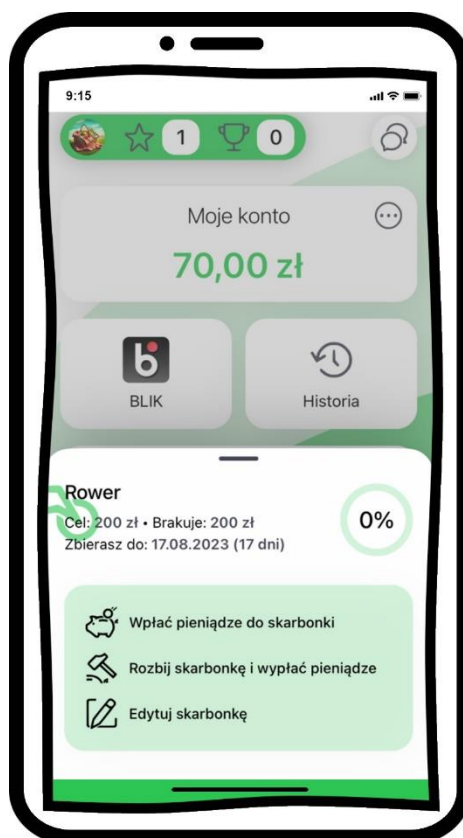 9:15
1
0
Moje konto
70,00 zł
BLIK
Historia
Rower
Cel: 200 zł • Brakuje: 200 zł
Zbierasz do: 17.08.2023 (17 dni)
0%
Wpłać pieniądze do skarbonki
Rozbij skarbonkę i wypłać pieniądze
Edytuj skarbonkę